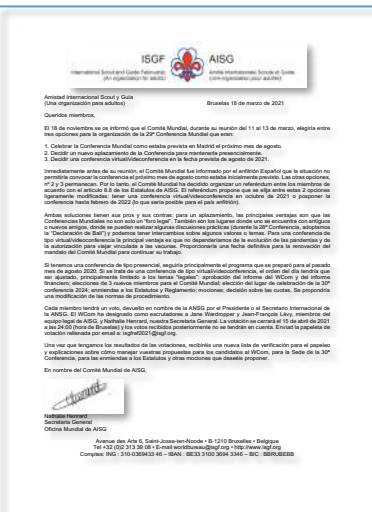 ISGF AISG
International Scout and Guide Fellowship
(An organization for adults)
Amitié Internationale Scoute et Guide
(une organisation pour adultes)
Amistad Internacional Scout y Guía
(Una organización para adultos) Bruselas 18 de marzo de 2021
Queridos miembros,
El 18 de noviembre se os informó que el Comité Mundial, durante su reunión del 11 al 13 de marzo, elegiría entre
tres opciones para la organización de la 29ª Conferencia Mundial que eran:
1. Celebrar la Conferencia Mundial como estaba prevista en Madrid el próximo mes de agosto.
2. Decidir un nuevo aplazamiento de la Conferencia para mantenerla presencialmente.
3. Decidir una conferencia virtual/videoconferencia en la fecha prevista de agosto de 2021.
Inmediatamente antes de su reunión, el Comité Mundial fue informado por el anfitrión Español que la situación no
permitiría convocar la conferencia el próximo mes de agosto como estaba inicialmente previsto. Las otras opciones,
nº 2 y 3 permanecen. Por lo tanto, el Comité Mundial ha decidido organizar un referéndum entre los miembros de
acuerdo con el artículo 8.8 de los Estatutos de AISG. El referéndum propone que se elija entre estas 2 opciones
ligeramente modificadas: tener una conferencia virtual/videoconferencia en octubre de 2021 o posponer la
conferencia hasta febrero de 2022 (lo que sería posible para el país anfitrión).
Ambas soluciones tienen sus pros y sus contras: para un aplazamiento, las principales ventajas son que las
Conferencias Mundiales no son solo un "foro legal". También son los lugares donde uno se encuentra con antiguos
o nuevos amigos, donde se pueden realizar algunas discusiones prácticas (durante la 28ª Conferencia, adoptamos
la "Declaración de Bali") y podemos tener intercambios sobre algunos valores o temas. Para una conferencia de
tipo virtual/videoconferencia la principal ventaja es que no dependeríamos de la evolución de las pandemias y de
la autorización para viajar vinculada a las vacunas. Proporcionaría una fecha definitiva para la renovación del
mandato del Comité Mundial para continuar su trabajo.
Si tenemos una conferencia de tipo presencial, seguiría principalmente el programa que se preparó para el pasado
mes de agosto 2020. Si se trata de una conferencia de tipo virtual/videoconferencia, el orden del día tendrá que
ser ajustado, principalmente limitado a los temas "legales": aprobación del informe del WCom y del informe
financiero; elecciones de 3 nuevos miembros para el Comité Mundial; elección del lugar de celebración de la 30ª
conferencia 2024; enmiendas a los Estatutos y Reglamento; mociones; decisión sobre las cuotas. Se propondría
una modificación de las normas de procedimiento.
Cada miembro tendrá un voto, devuelto en nombre de la ANSG por el Presidente o el Secretario Internacional de
la ANSG. El WCom ha designado como escrutadores a Jane Wardropper y Jean-François Lévy, miembros del
equipo legal de AISG, y Nathalie Henrard, nuestra Secretaria General. La votación se cerrará el 15 de abril de 2021
a las 24:00 (hora de Bruselas) y los votos recibidos posteriormente no se tendrán en cuenta. Enviad la papeleta de
votación rellenada por email a: isgfref2021@isgf.org.
Una vez que tengamos los resultados de las votaciones, recibiréis una nueva lista de verificación para el papeleo
y explicaciones sobre cómo manejar vuestras propuestas para los candidatos al WCom, para la Sede de la 30ª
Conferencia, para las enmiendas a los Estatutos y otras mociones que deseéis proponer.
En nombre del Comité Mundial de AISG,
Nathalie Henrard
Secretaria General
Oficina Mundial de AISG
Avenue des Arts 6, Saint-Josse-ten-Noode • B-1210 Bruxelles • Belgique
Tel +32 (0)2 313 39 08 • E-mail worldbureau@isgf.org • http://www.isgf.org
Comptes: ING : 310-0369433 46 – IBAN : BE33 3100 3694 3346 – BIC : BBRUBEBB